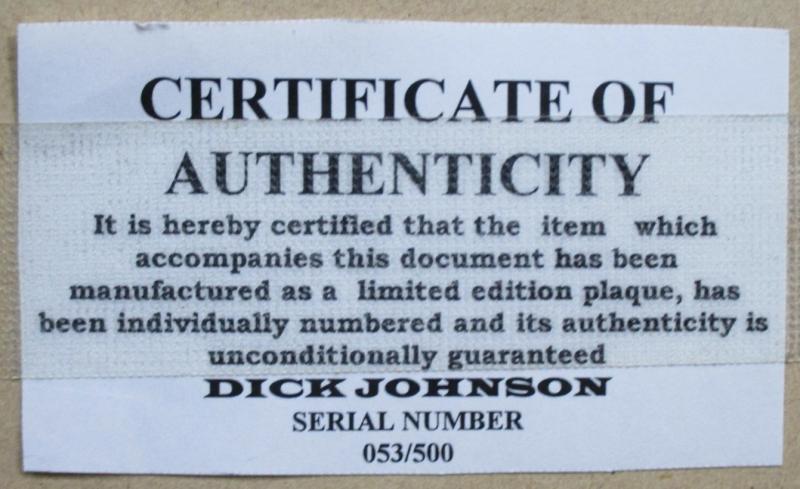 CERTIFICATE OF
AUTHENTICITY
It is hereby certified that the item which
accompanies this document has been
manufactured as a limited edition plaque, has
been individually numbered and its authenticity is
unconditionally guaranteed
DICK JOHNSON
SERIAL NUMBER
053/500